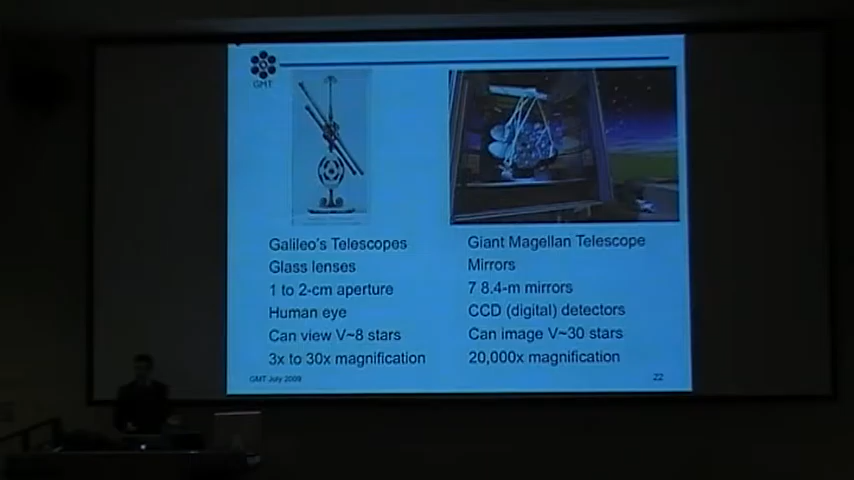 GMT
Galileo's Telescopes
Glass lenses
1 to 2-cm aperture
Human eye
Can view V~8 stars
3x to 30x magnification
Giant Magellan Telescope
Mirrors
7 8.4-m mirrors
CCD (digital) detectors
Can image V~30 stars
20,000x magnification
GMT July 2009
22